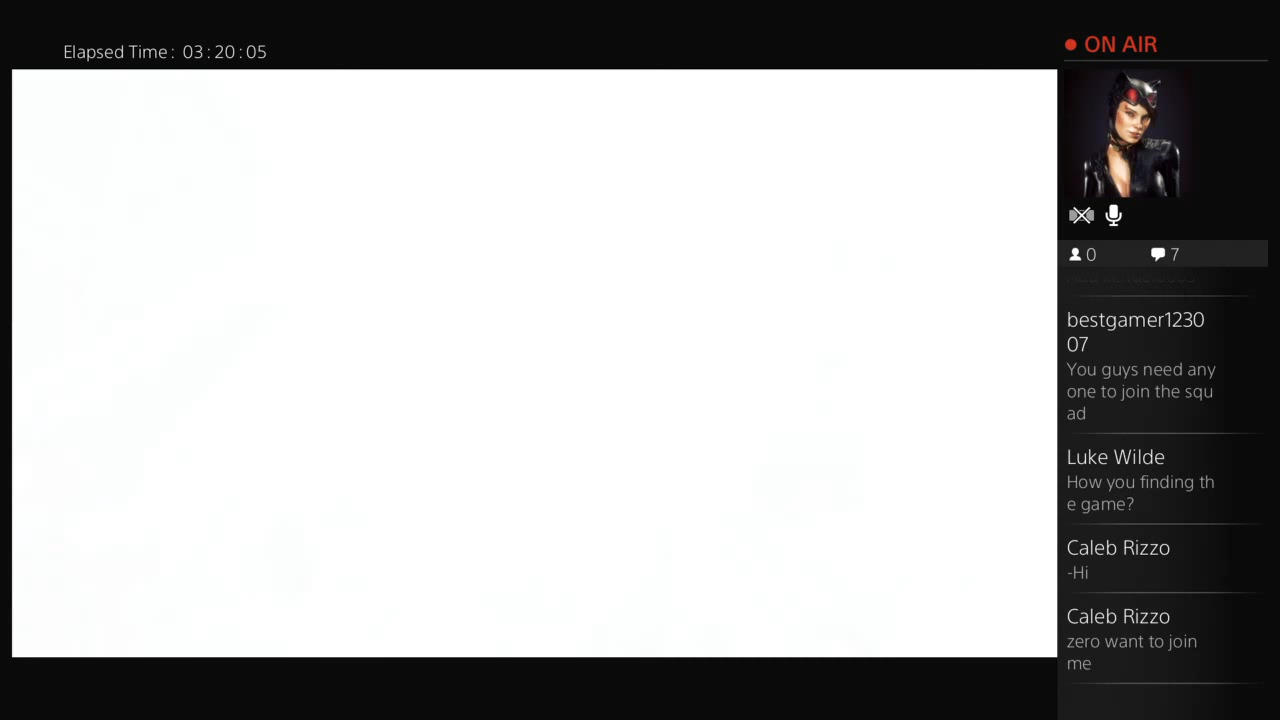 Elapsed Time: 03:20:05
ON AIR
0 7
bestgamer1230
07
You guys need any
one to join the squ
ad
Luke Wilde
How you finding th
e game?
Caleb Rizzo
-Hi
Caleb Rizzo
zero want to join
me